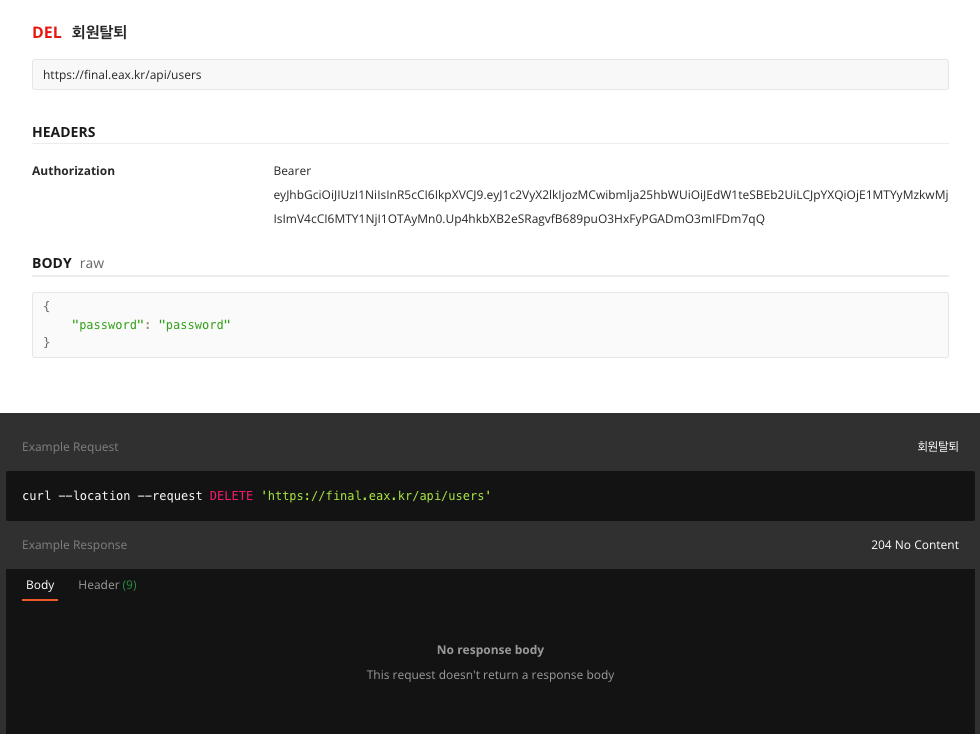 DEL 회원탈퇴
https://final.eax.kr/api/users
HEADERS
Authorization Bearer
eyJhbGciOiJIUzI1NiIsInR5cCI6IkpXVCJ9.eyJ1c2VyX2lkIjozMCwibmlja25hbWUiOiJEdW1teSBEb2UiLCJpYXQiOjE1MTYyMzkwMj
IsImV4cCI6MTY1NjI1OTAyMn0.Up4hkbXB2eSRagvfB689puO3HxFyPGADmO3mIFDm7qQ
BODY raw
{
"password": "password"
}
Example Request 회원탈퇴
curl --location --request DELETE 'https://final.eax.kr/api/users'
Example Response 204 No Content
Body Header (9)
No response body
This request doesn't return a response body